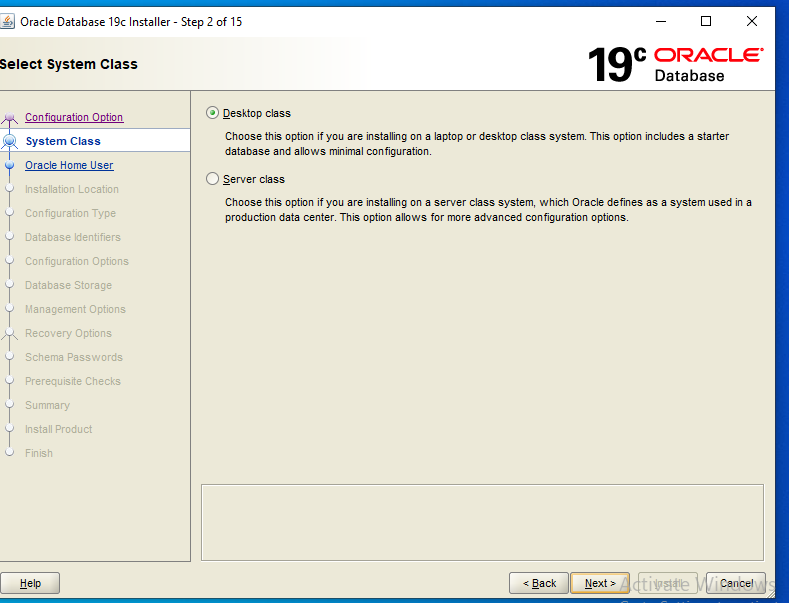 Oracle Database 19c Installer - Step 2 of 15
Select System Class
19c ORACLE
Database
Configuration Option
System Class
Oracle Home User
Installation Location
Configuration Type
Database Identifiers
Configuration Options
Database Storage
Management Options
Recovery Options
Schema Passwords
Prerequisite Checks
Summary
Install Product
Finish
Desktop class
Choose this option if you are installing on a laptop or desktop class system. This option includes a starter
database and allows minimal configuration.
Server class
Choose this option if you are installing on a server class system, which Oracle defines as a system used in a
production data center. This option allows for more advanced configuration options.
Help
< Back
Next >
Install
Cancel
Activate Windows